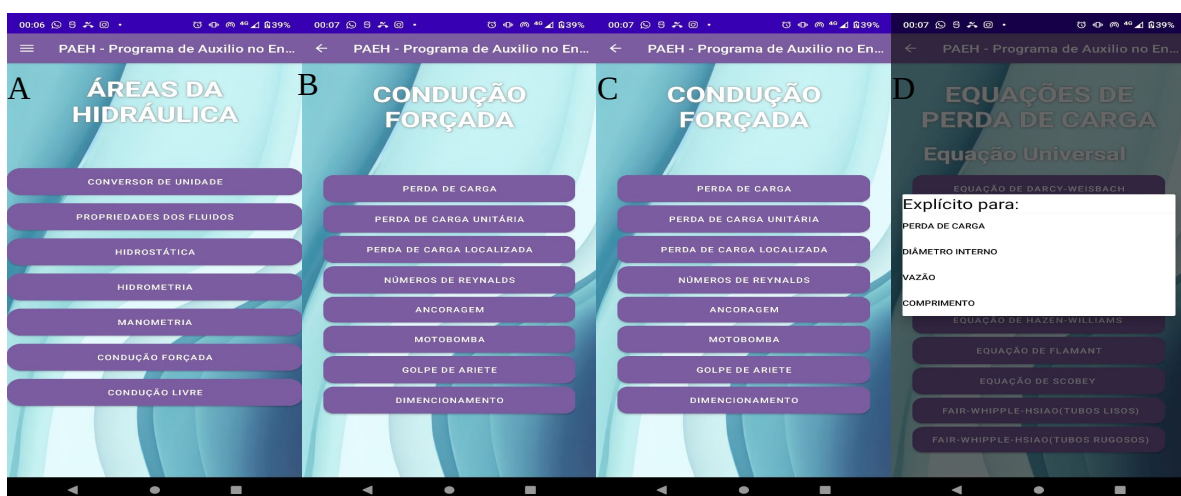 00:06
39%
PAEH - Programa de Auxilio no En...
A
ÁREAS DA
HIDRÁULICA
CONVERSOR DE UNIDADE
PROPRIEDADES DOS FLUIDOS
HIDROSTÁTICA
HIDROMETRIA
MANOMETRIA
CONDUÇÃO FORÇADA
CONDUÇÃO LIVRE
00:07
4G 39%
PAEH - Programa de Auxilio no En...
B
CONDUÇÃO
FORÇADA
PERDA DE CARGA
PERDA DE CARGA UNITÁRIA
PERDA DE CARGA LOCALIZADA
NÚMEROS DE REYNALDS
ANCORAGEM
MOTOBOMBA
GOLPE DE ARIETE
DIMENCIONAMENTO
00:07
4G 39%
PAEH - Programa de Auxilio no En...
C
CONDUÇÃO
FORÇADA
PERDA DE CARGA
PERDA DE CARGA UNITÁRIA
PERDA DE CARGA LOCALIZADA
NÚMEROS DE REYNALDS
ANCORAGEM
MOTOBOMBA
GOLPE DE ARIETE
DIMENCIONAMENTO
00:07
4G 39%
PAEH - Programa de Auxilio no En...
D
EQUAÇÕES DE
PERDA DE CARGA
Equação Universal
EQUAÇÃO DE DARCY-WEISBACH
Explícito para:
PERDA DE CARGA
DIÂMETRO INTERNO
VAZÃO
COMPRIMENTO
EQUAÇÃO DE HAZEN-WILLIAMS
EQUAÇÃO DE FLAMANT
EQUAÇÃO DE SCOBEY
FAIR-WHIPPLE-HSIAO(TUBOS LISOS)
FAIR-WHIPPLE-HSIAO(TUBOS RUGOSOS)